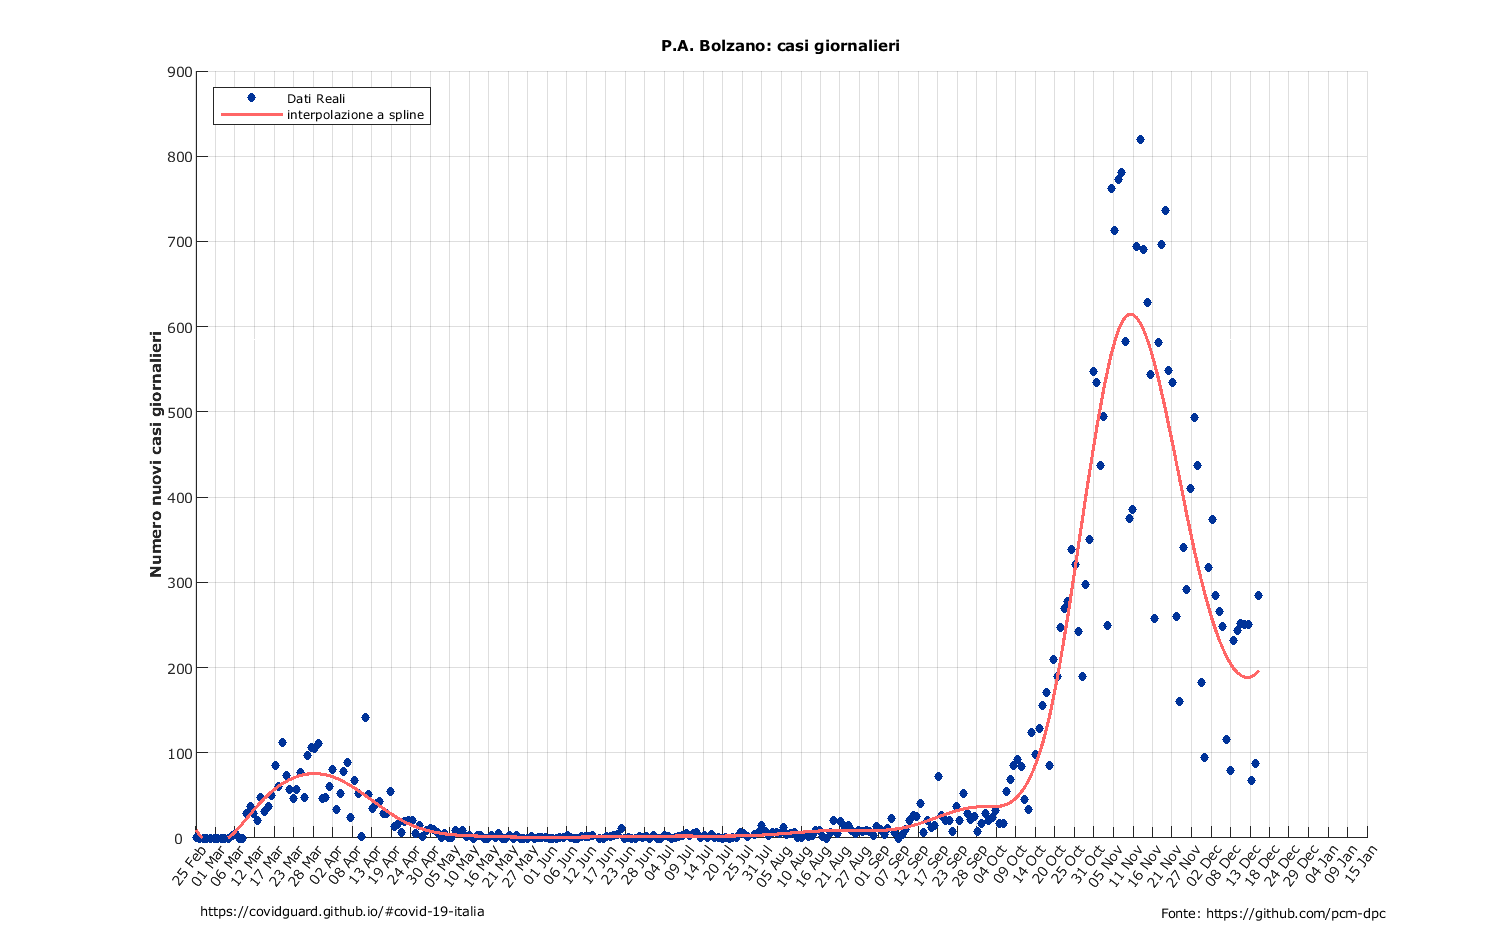 P.A. Bolzano: casi giornalieri
Dati Reali
interpolazione a spline
Numero nuovi casi giornalieri
900
800
700
600
500
400
300
200
100
0
25 Feb
01 Mar
06 Mar
12 Mar
17 Mar
23 Mar
28 Mar
02 Apr
08 Apr
13 Apr
19 Apr
24 Apr
30 Apr
05 May
10 May
16 May
21 May
27 May
01 Jun
06 Jun
12 Jun
17 Jun
23 Jun
28 Jun
04 Jul
09 Jul
14 Jul
20 Jul
25 Jul
31 Jul
05 Aug
10 Aug
16 Aug
21 Aug
27 Aug
01 Sep
07 Sep
12 Sep
17 Sep
23 Sep
28 Sep
04 Oct
09 Oct
14 Oct
20 Oct
25 Oct
31 Oct
05 Nov
11 Nov
16 Nov
21 Nov
27 Nov
02 Dec
08 Dec
13 Dec
18 Dec
24 Dec
29 Dec
04 Jan
09 Jan
15 Jan
https://covidguard.github.io/#covid-19-italia
Fonte: https://github.com/pcm-dpc